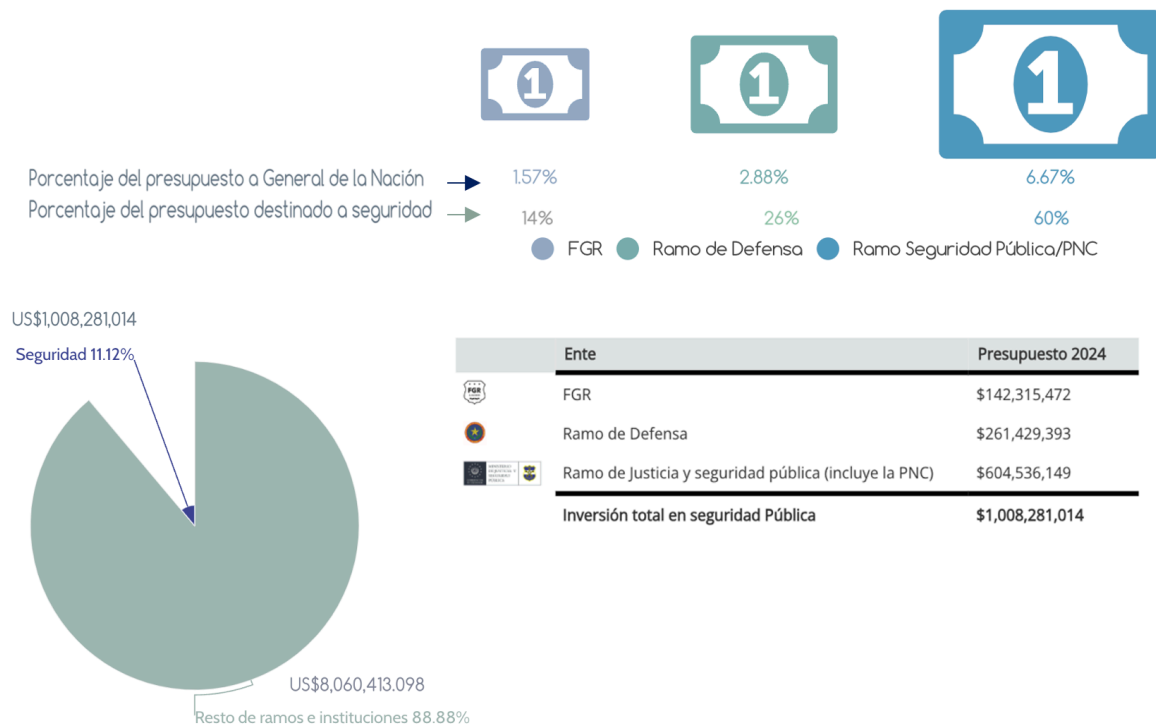 1
1
1
Porcentaje del presupuesto a General de la Nación
1.57%
2.88%
6.67%
Porcentaje del presupuesto destinado a seguridad
14%
26%
60%
FGR
Ramo de Defensa
Ramo Seguridad Pública/PNC
US$1,008,281,014
Seguridad 11.12%
US$8,060,413.098
Resto de ramos e instituciones 88.88%
Ente Presupuesto 2024
FGR
FGR $142,315,472
Ramo de Defensa $261,429,393
Ramo de Justicia y seguridad pública (incluye la PNC) $604,536,149
Inversión total en seguridad Pública $1,008,281,014